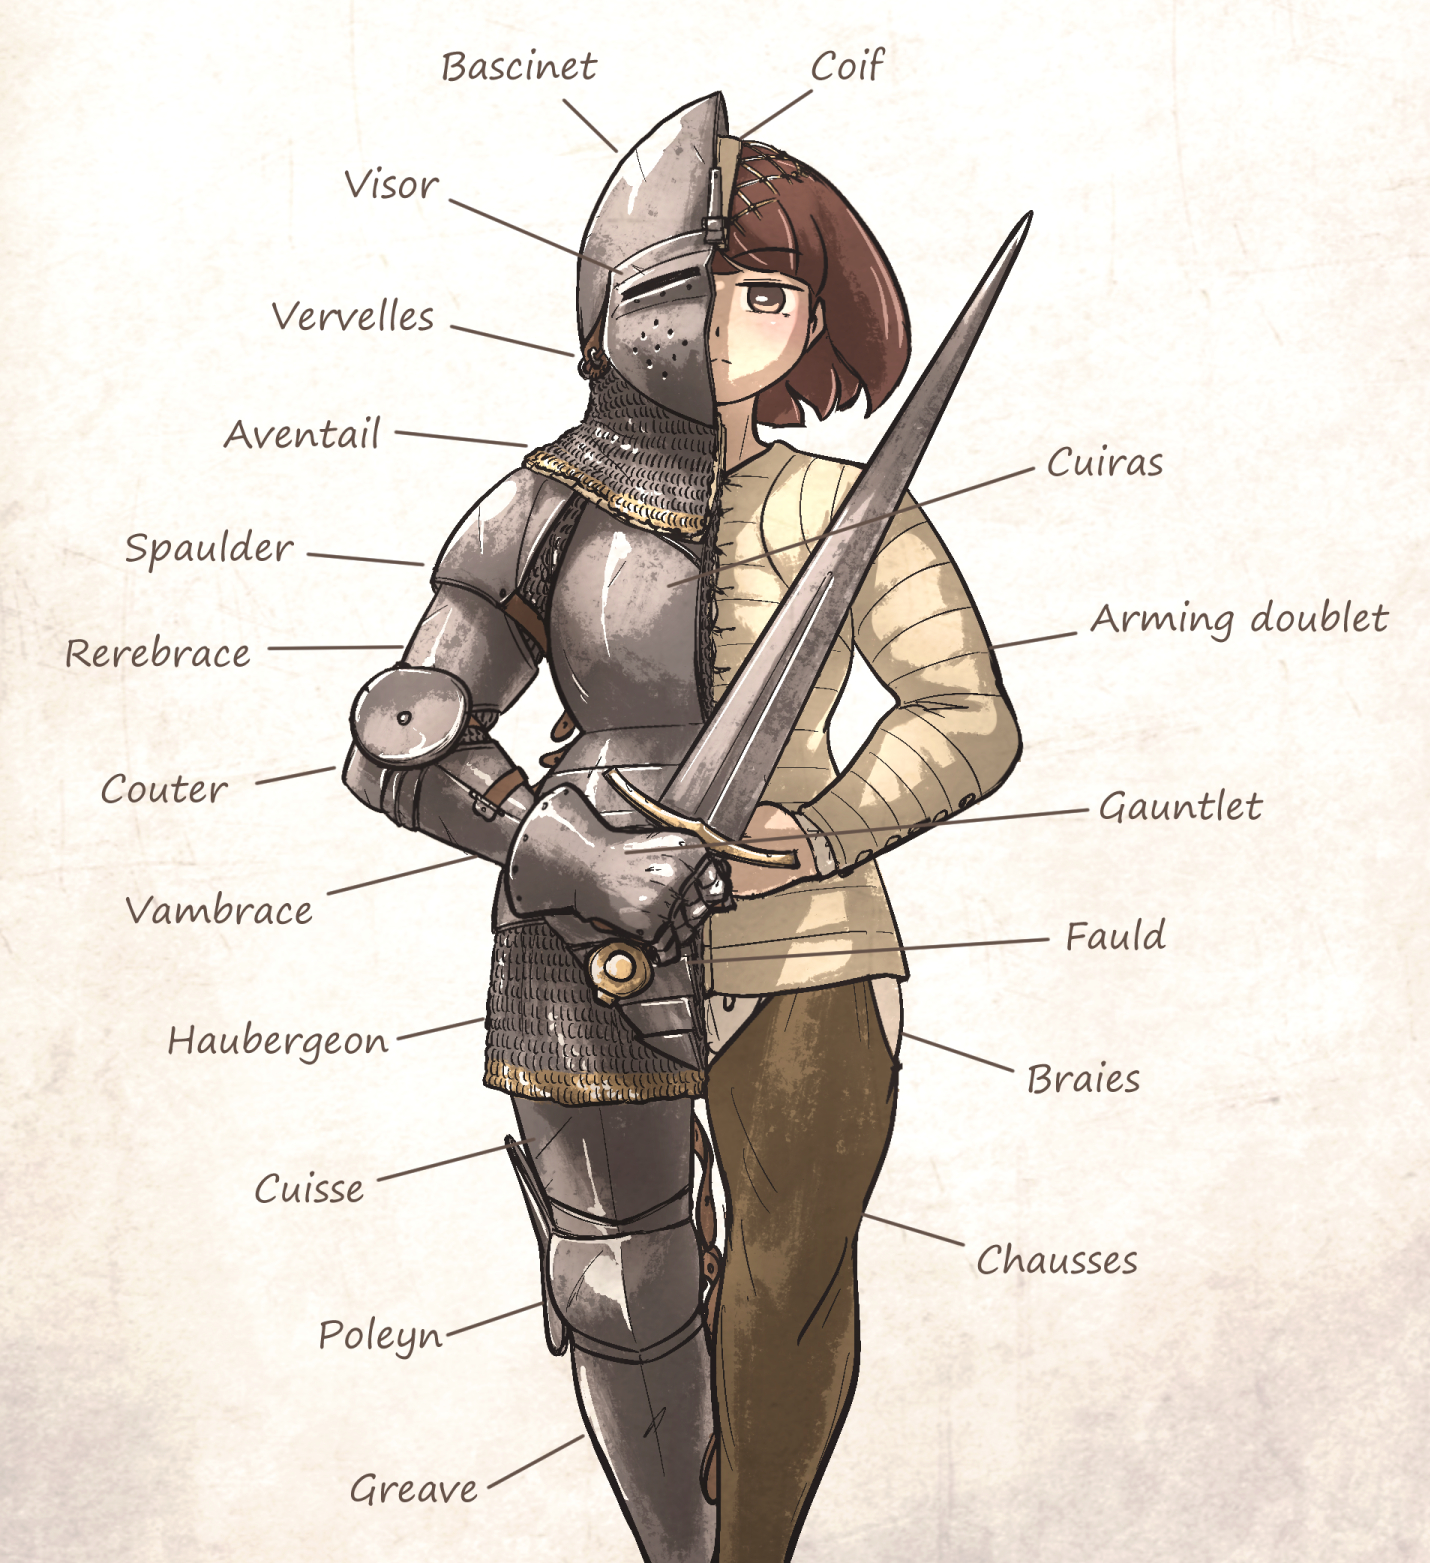 Bascinet
Coif
Visor
Vervelles
Aventail
Cuiras
Spaulder
Arming doublet
Rerebrace
Couter
Gauntlet
Vambrace
Fauld
Haubergeon
Braies
Cuisse
Chausses
Poleyn
Greave